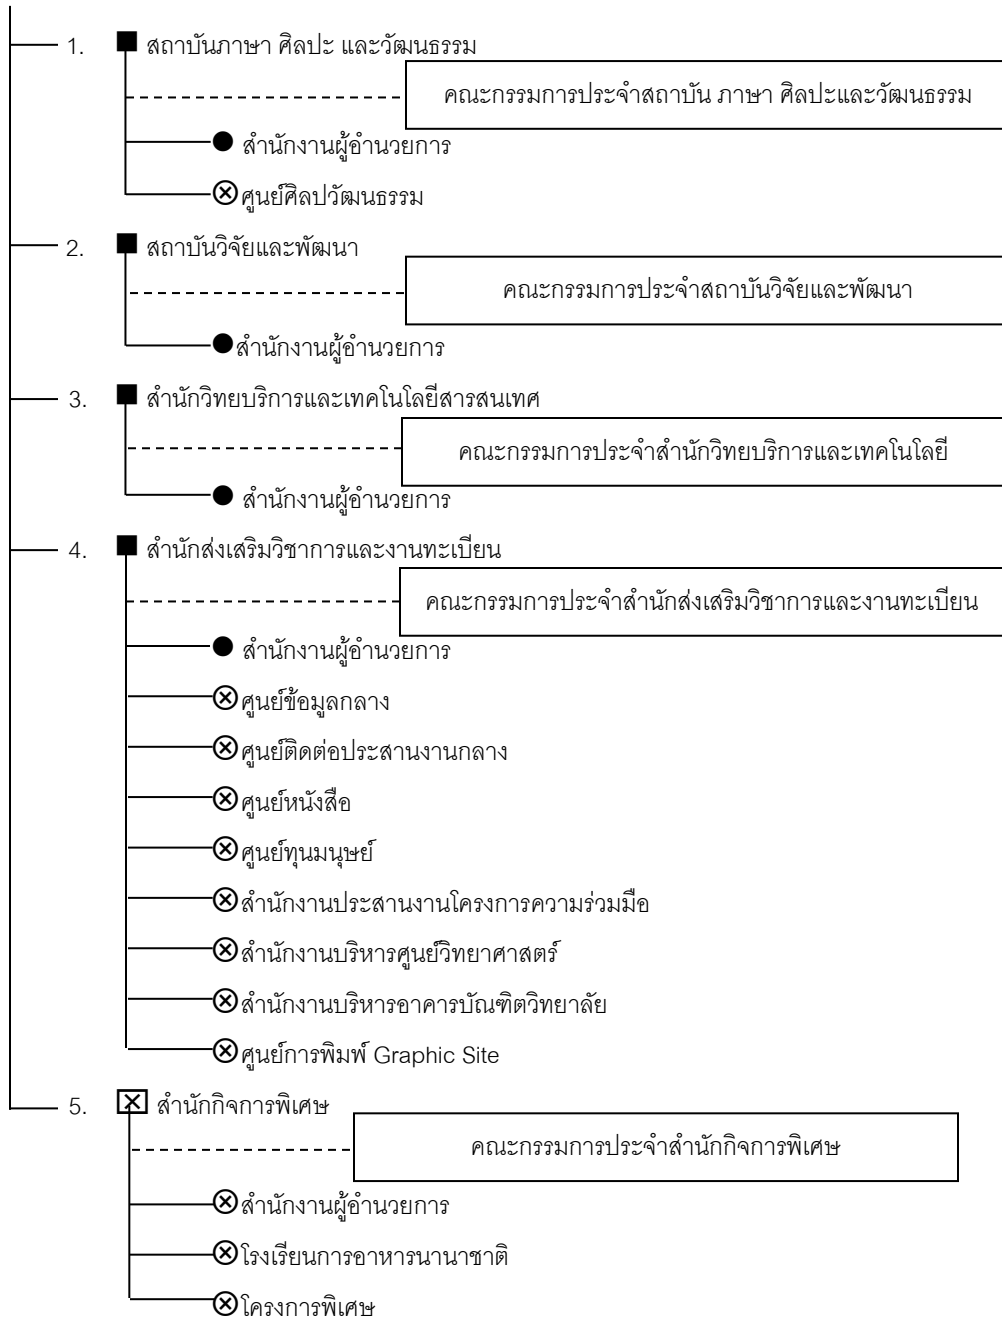 1. สถาบันภาษา ศิลปะ และวัฒนธรรม
คณะกรรมการประจำสถาบัน ภาษา ศิลปะและวัฒนธรรม
สำนักงานผู้อำนวยการ
ศูนย์ศิลปวัฒนธรรม
2. สถาบันวิจัยและพัฒนา
คณะกรรมการประจำสถาบันวิจัยและพัฒนา
สำนักงานผู้อำนวยการ
3. สำนักวิทยบริการและเทคโนโลยีสารสนเทศ
คณะกรรมการประจำสำนักวิทยบริการและเทคโนโลยี
สำนักงานผู้อำนวยการ
4. สำนักส่งเสริมวิชาการและงานทะเบียน
คณะกรรมการประจำสำนักส่งเสริมวิชาการและงานทะเบียน
สำนักงานผู้อำนวยการ
ศูนย์ข้อมูลกลาง
ศูนย์ติดต่อประสานงานกลาง
ศูนย์หนังสือ
ศูนย์ทุนมนุษย์
สำนักงานประสานงานโครงการความร่วมมือ
สำนักงานบริหารศูนย์วิทยาศาสตร์
สำนักงานบริหารอาคารบัณฑิตวิทยาลัย
ศูนย์การพิมพ์ Graphic Site
5. สำนักกิจการพิเศษ
คณะกรรมการประจำสำนักกิจการพิเศษ
สำนักงานผู้อำนวยการ
โรงเรียนการอาหารนานาชาติ
โครงการพิเศษ